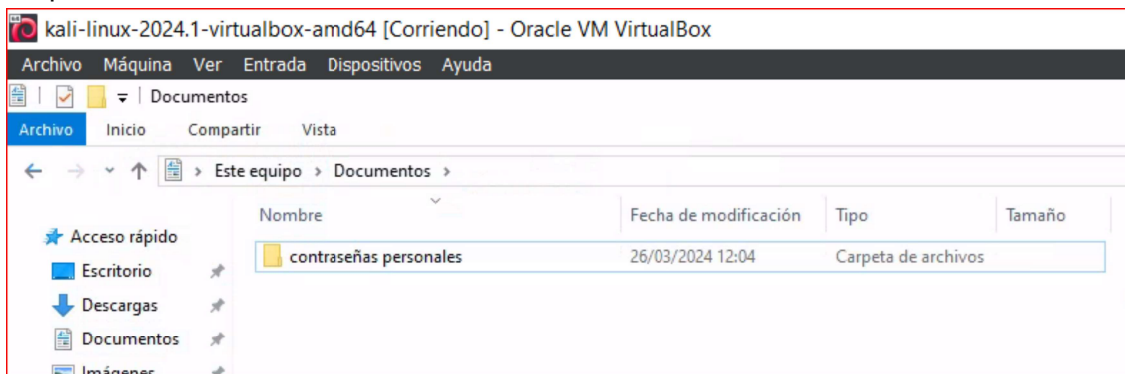 kali-linux-2024.1-virtualbox-amd64 [Corriendo] - Oracle VM VirtualBox
Archivo Máquina Ver Entrada Dispositivos Ayuda
Documentos
Archivo Inicio Compartir Vista
Este equipo > Documentos >
Nombre Fecha de modificación Tipo Tamaño
Acceso rápido
contraseñas personales 26/03/2024 12:04 Carpeta de archivos
Escritorio
Descargas
Documentos
Imágenes